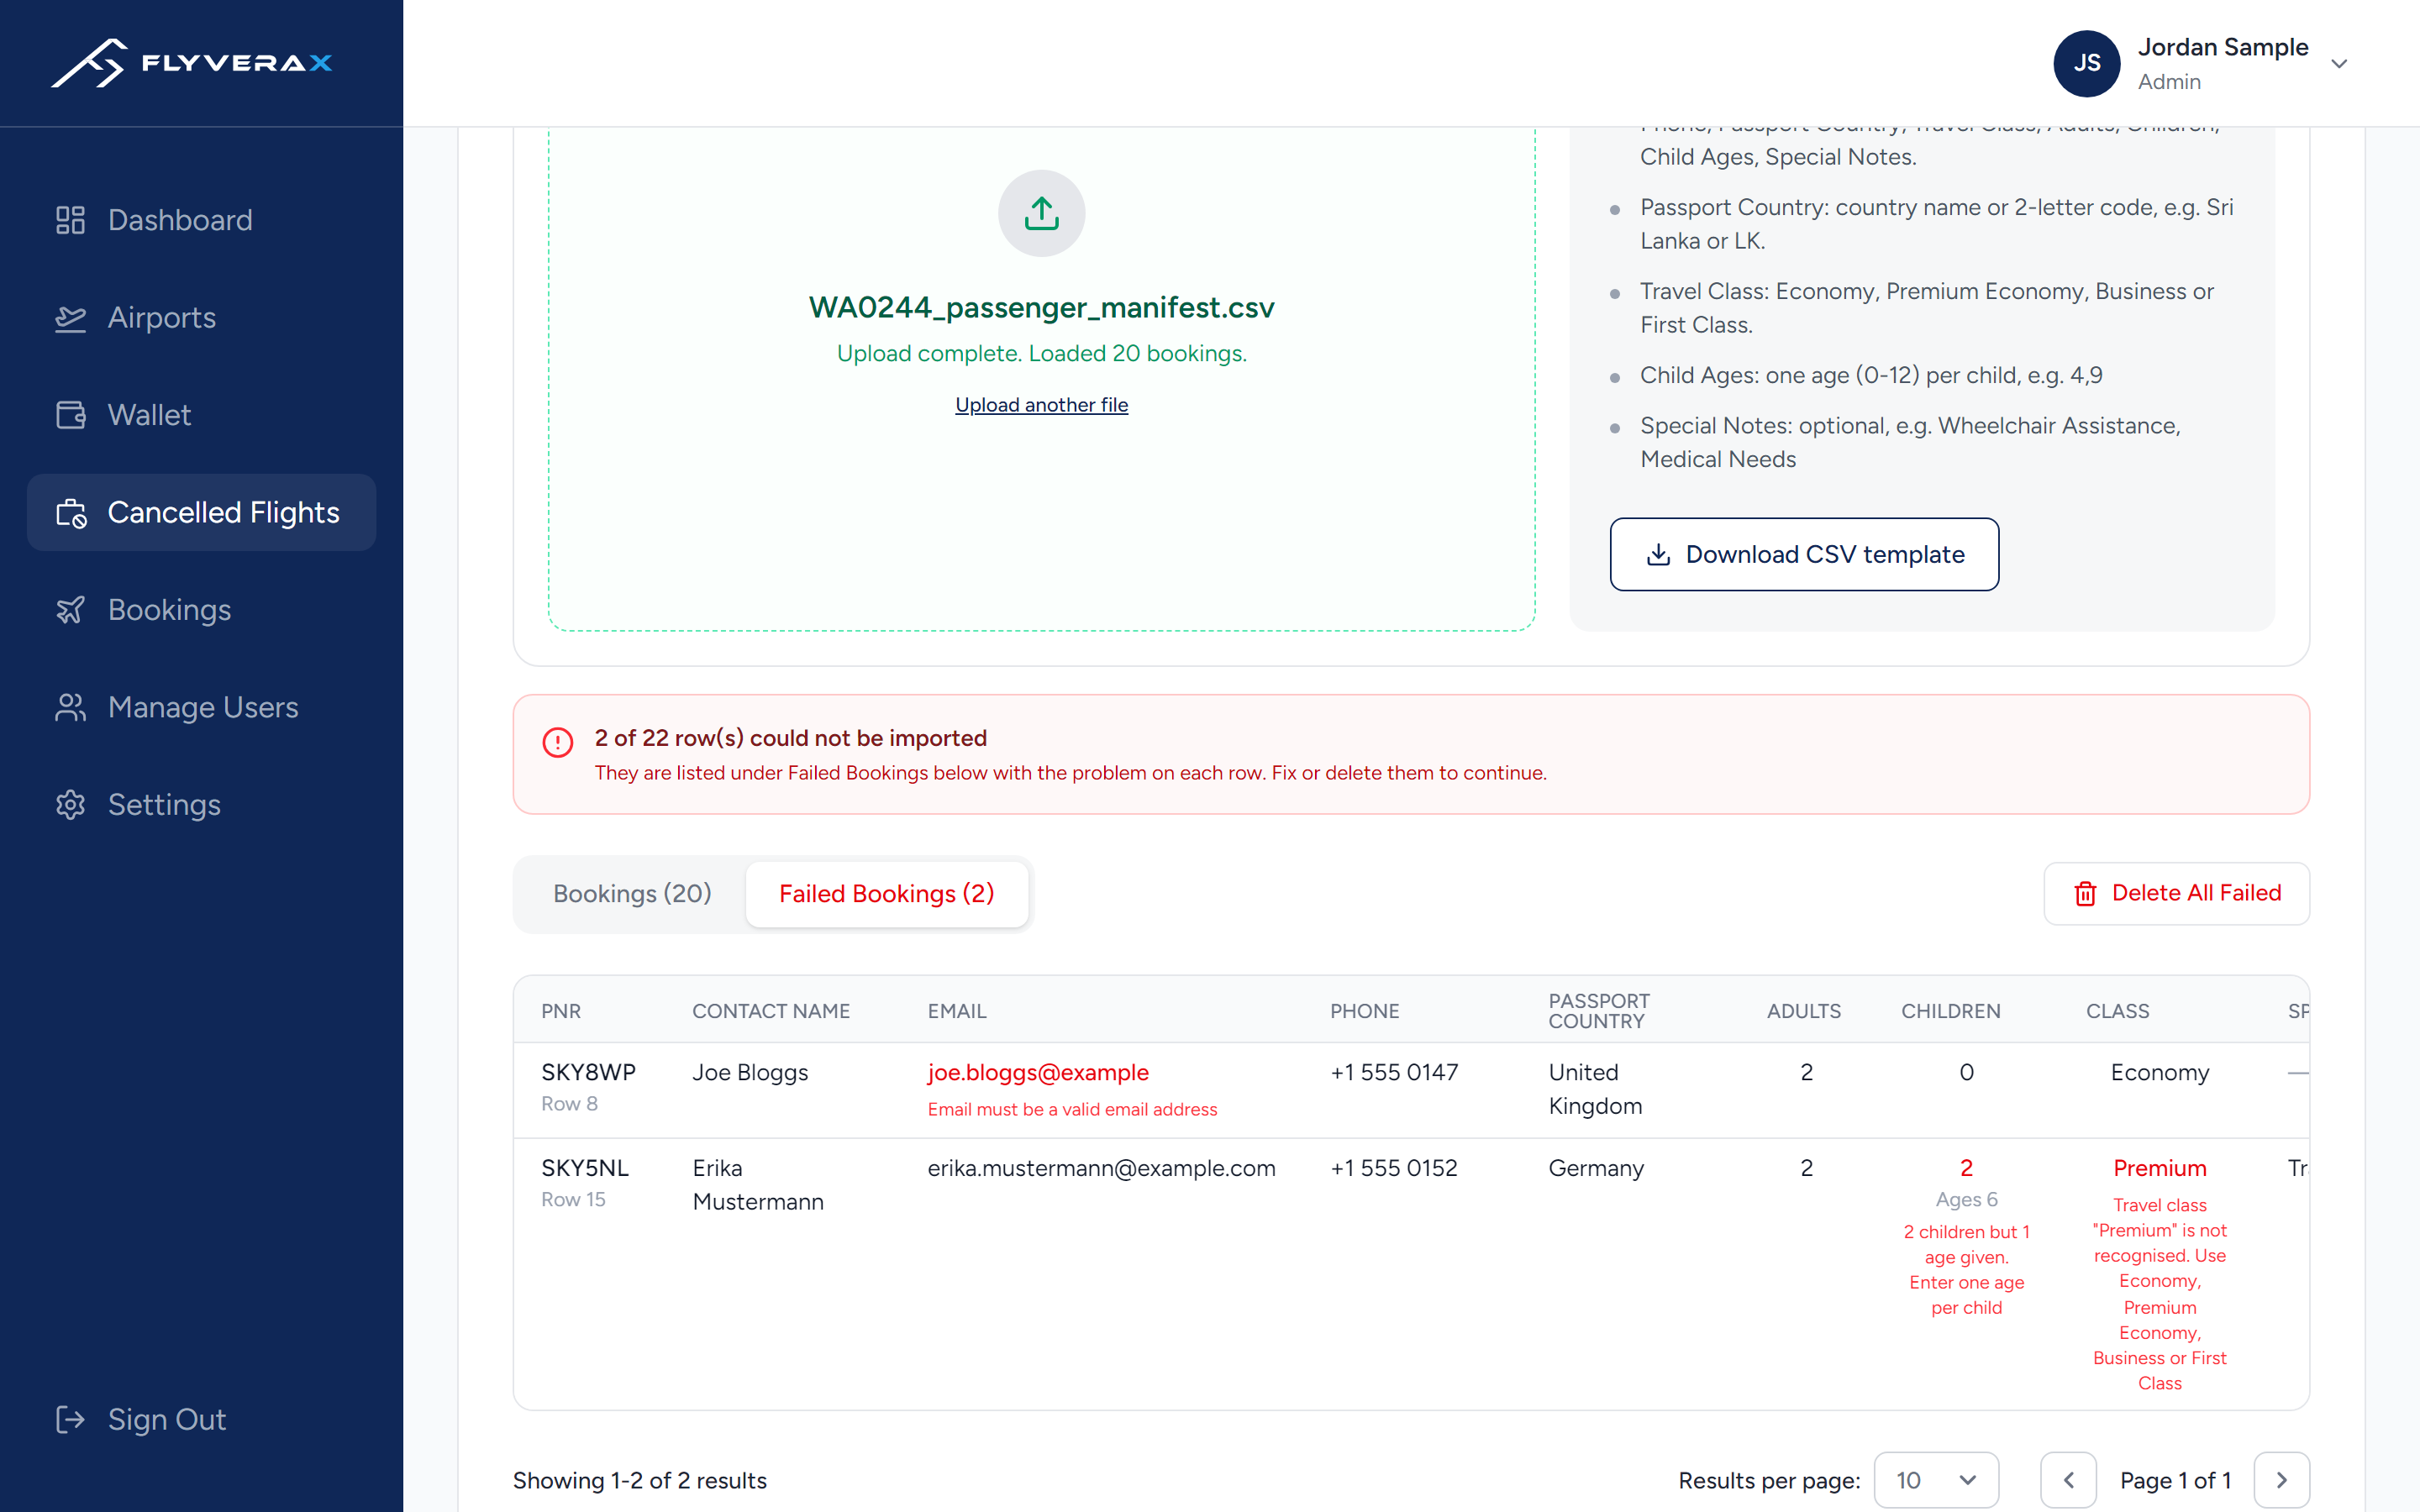 FLYVERAX
JS
Jordan Sample
Admin
Dashboard
Airports
Wallet
Cancelled Flights
Bookings
Manage Users
Settings
Sign Out
WA0244_passenger_manifest.csv
Upload complete. Loaded 20 bookings.
Upload another file
Phone, Passport Country, Travel Class, Adults, Children,
Child Ages, Special Notes.
Passport Country: country name or 2-letter code, e.g. Sri
Lanka or LK.
Travel Class: Economy, Premium Economy, Business or
First Class.
Child Ages: one age (0-12) per child, e.g. 4,9
Special Notes: optional, e.g. Wheelchair Assistance,
Medical Needs
Download CSV template
2 of 22 row(s) could not be imported
They are listed under Failed Bookings below with the problem on each row. Fix or delete them to continue.
Bookings (20)
Failed Bookings (2)
Delete All Failed
PNR
CONTACT NAME
EMAIL
PHONE
PASSPORT
COUNTRY
ADULTS
CHILDREN
CLASS
SP
SKY8WP
Row 8
Joe Bloggs
joe.bloggs@example
Email must be a valid email address
+1 555 0147
United
Kingdom
2
0
Economy
—
SKY5NL
Row 15
Erika
Mustermann
erika.mustermann@example.com
+1 555 0152
Germany
2
2
Ages 6
2 children but 1
age given.
Enter one age
per child
Premium
Travel class
"Premium" is not
recognised. Use
Economy,
Premium
Economy,
Business or First
Class
Showing 1-2 of 2 results
Results per page:
10
Page 1 of 1